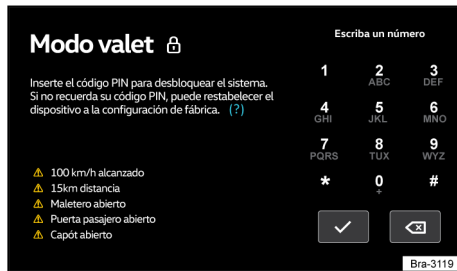 Modo valet
Inserte el código PIN para desbloquear el sistema.
Si no recuerda su código PIN, puede restabelecer el
dispositivo a la configuración de fábrica. (?)
100 km/h alcanzado
15km distancia
Maletero abierto
Puerta pasajero abierto
Capót abierto
Escriba un número
1 2 3
ABC DEF
4 5 6
GHI JKL MNO
7 8 9
PQRS TUX WYZ
* 0 #
+
Bra-3119